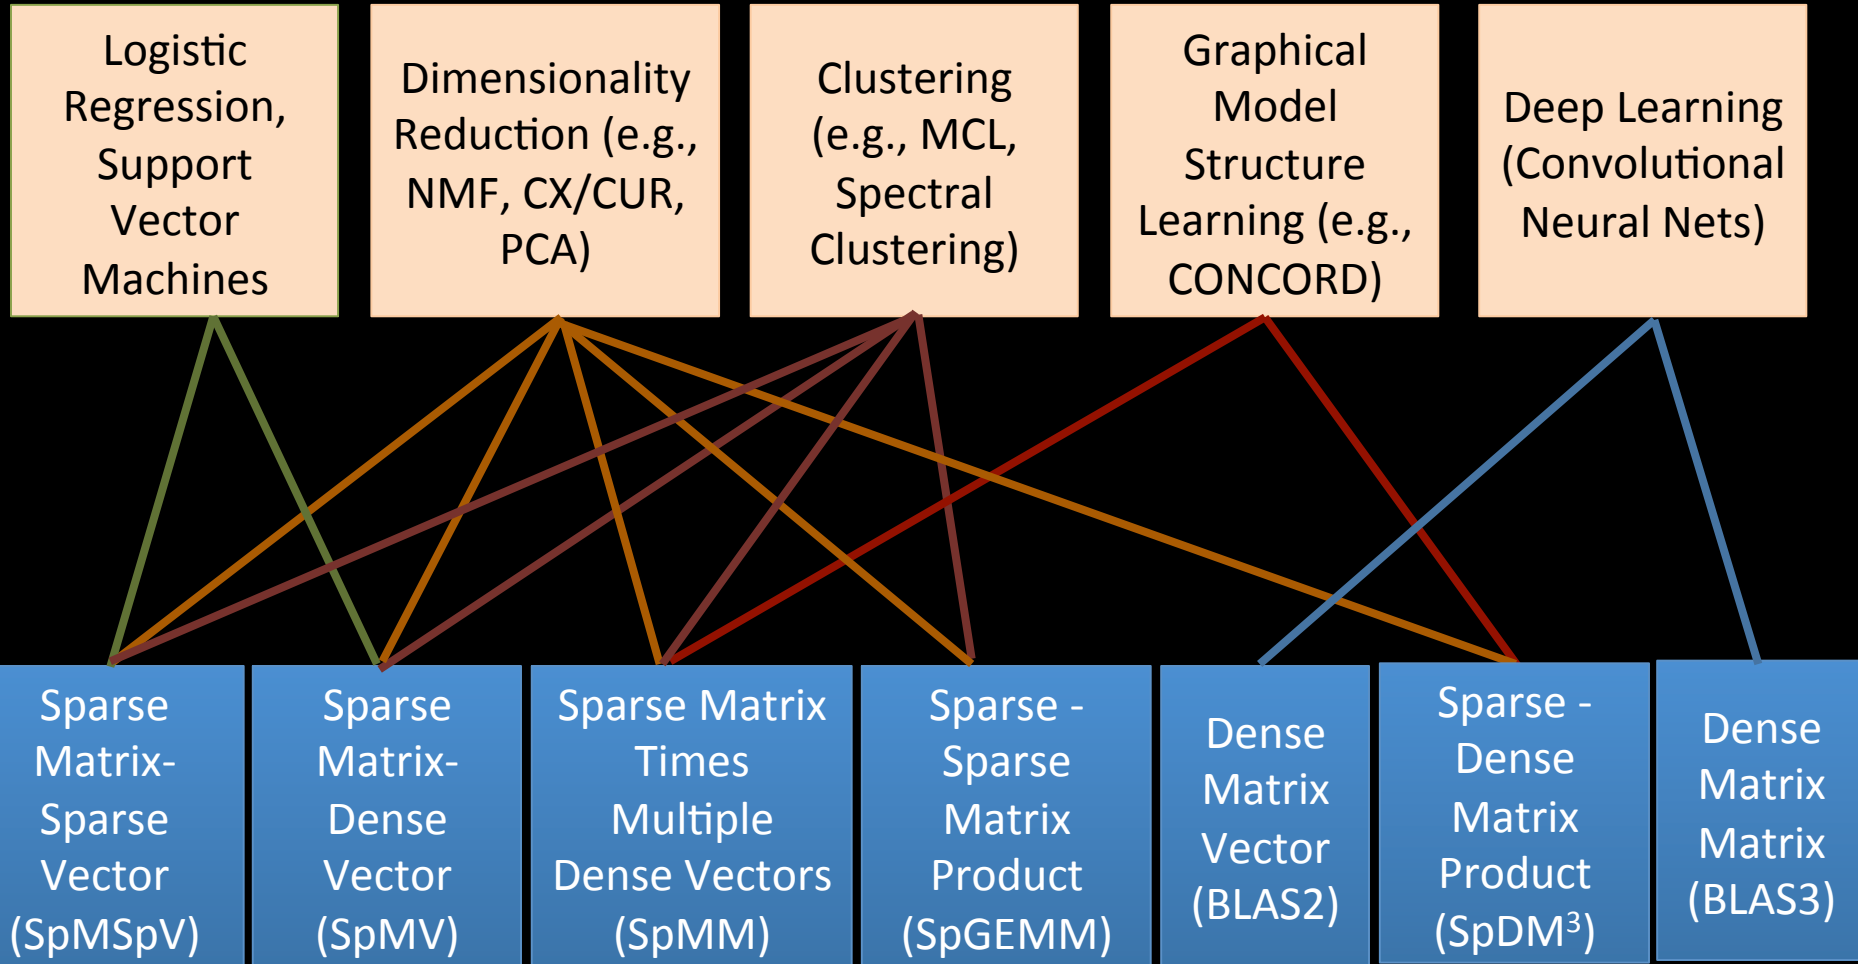 Logistic
Regression,
Support
Vector
Machines
Dimensionality
Reduction (e.g.,
NMF, CX/CUR,
PCA)
Clustering
(e.g., MCL,
Spectral
Clustering)
Graphical
Model
Structure
Learning (e.g.,
CONCORD)
Deep Learning
(Convolutional
Neural Nets)
Sparse
Matrix-
Sparse
Vector
(SpMSpV)
Sparse
Matrix-
Dense
Vector
(SpMV)
Sparse Matrix
Times
Multiple
Dense Vectors
(SpMM)
Sparse -
Sparse
Matrix
Product
(SpGEMM)
Dense
Matrix
Vector
(BLAS2)
Sparse -
Dense
Matrix
Product
(SpDM³)
Dense
Matrix
Matrix
(BLAS3)